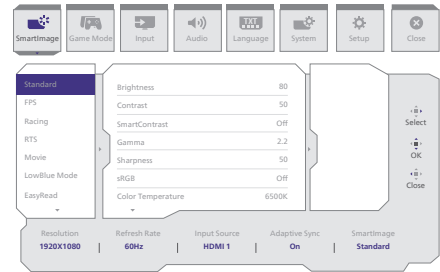 SmartImage
Game Mode
Input
TXT
Audio
Language
System
Setup
Close
Standard
FPS
Racing
RTS
Movie
LowBlue Mode
EasyRead
Brightness 80
Contrast 50
SmartContrast Off
Gamma 2.2
Sharpness 50
sRGB Off
Color Temperature 6500K
Select
OK
Close
Resolution Refresh Rate Input Source Adaptive Sync SmartImage
1920X1080 | 60Hz | HDMI 1 | On | Standard